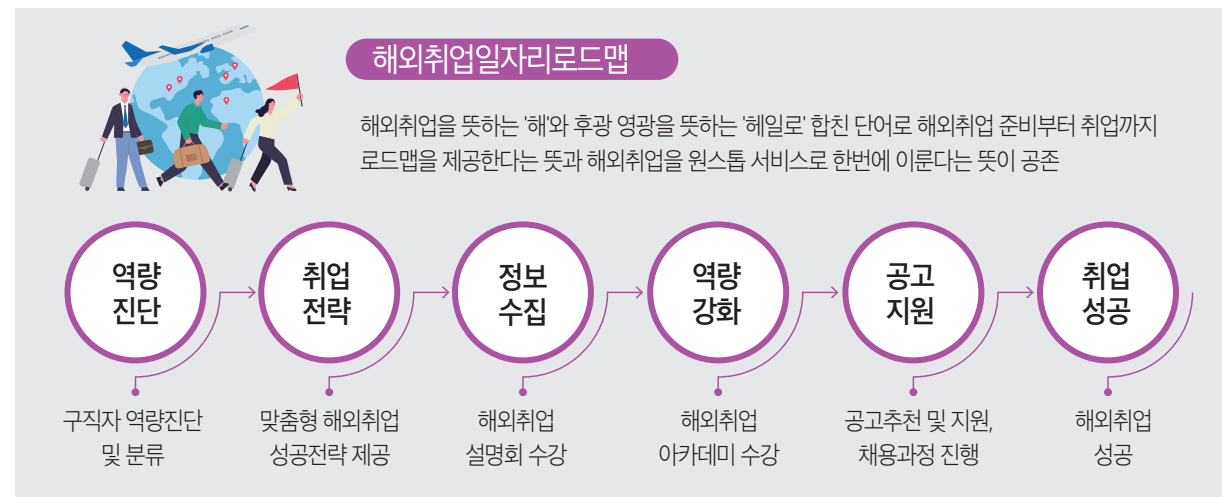 해외취업일자리로드맵
해외취업을 뜻하는 '해'와 후광 영광을 뜻하는 '헤일로' 합친 단어로 해외취업 준비부터 취업까지
로드맵을 제공한다는 뜻과 해외취업을 원스톱 서비스로 한번에 이룬다는 뜻이 공존
역량
진단
취업
전략
정보
수집
역량
강화
공고
지원
취업
성공
구직자 역량진단
및 분류
맞춤형 해외취업
성공전략 제공
해외취업
설명회 수강
해외취업
아카데미 수강
공고추천 및 지원,
채용과정 진행
해외취업
성공